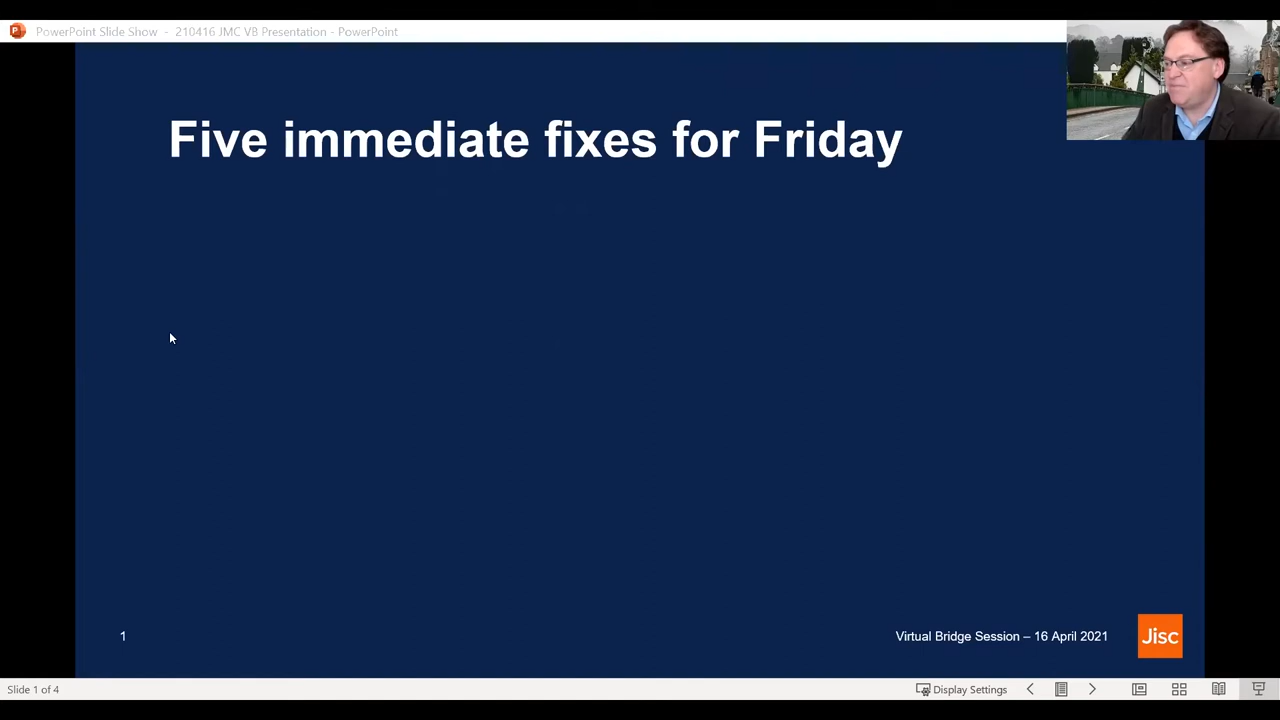 PowerPoint Slide Show - 210416 JMC VB Presentation - PowerPoint
Five immediate fixes for Friday
1
Virtual Bridge Session – 16 April 2021
Jisc
Slide 1 of 4
Display Settings